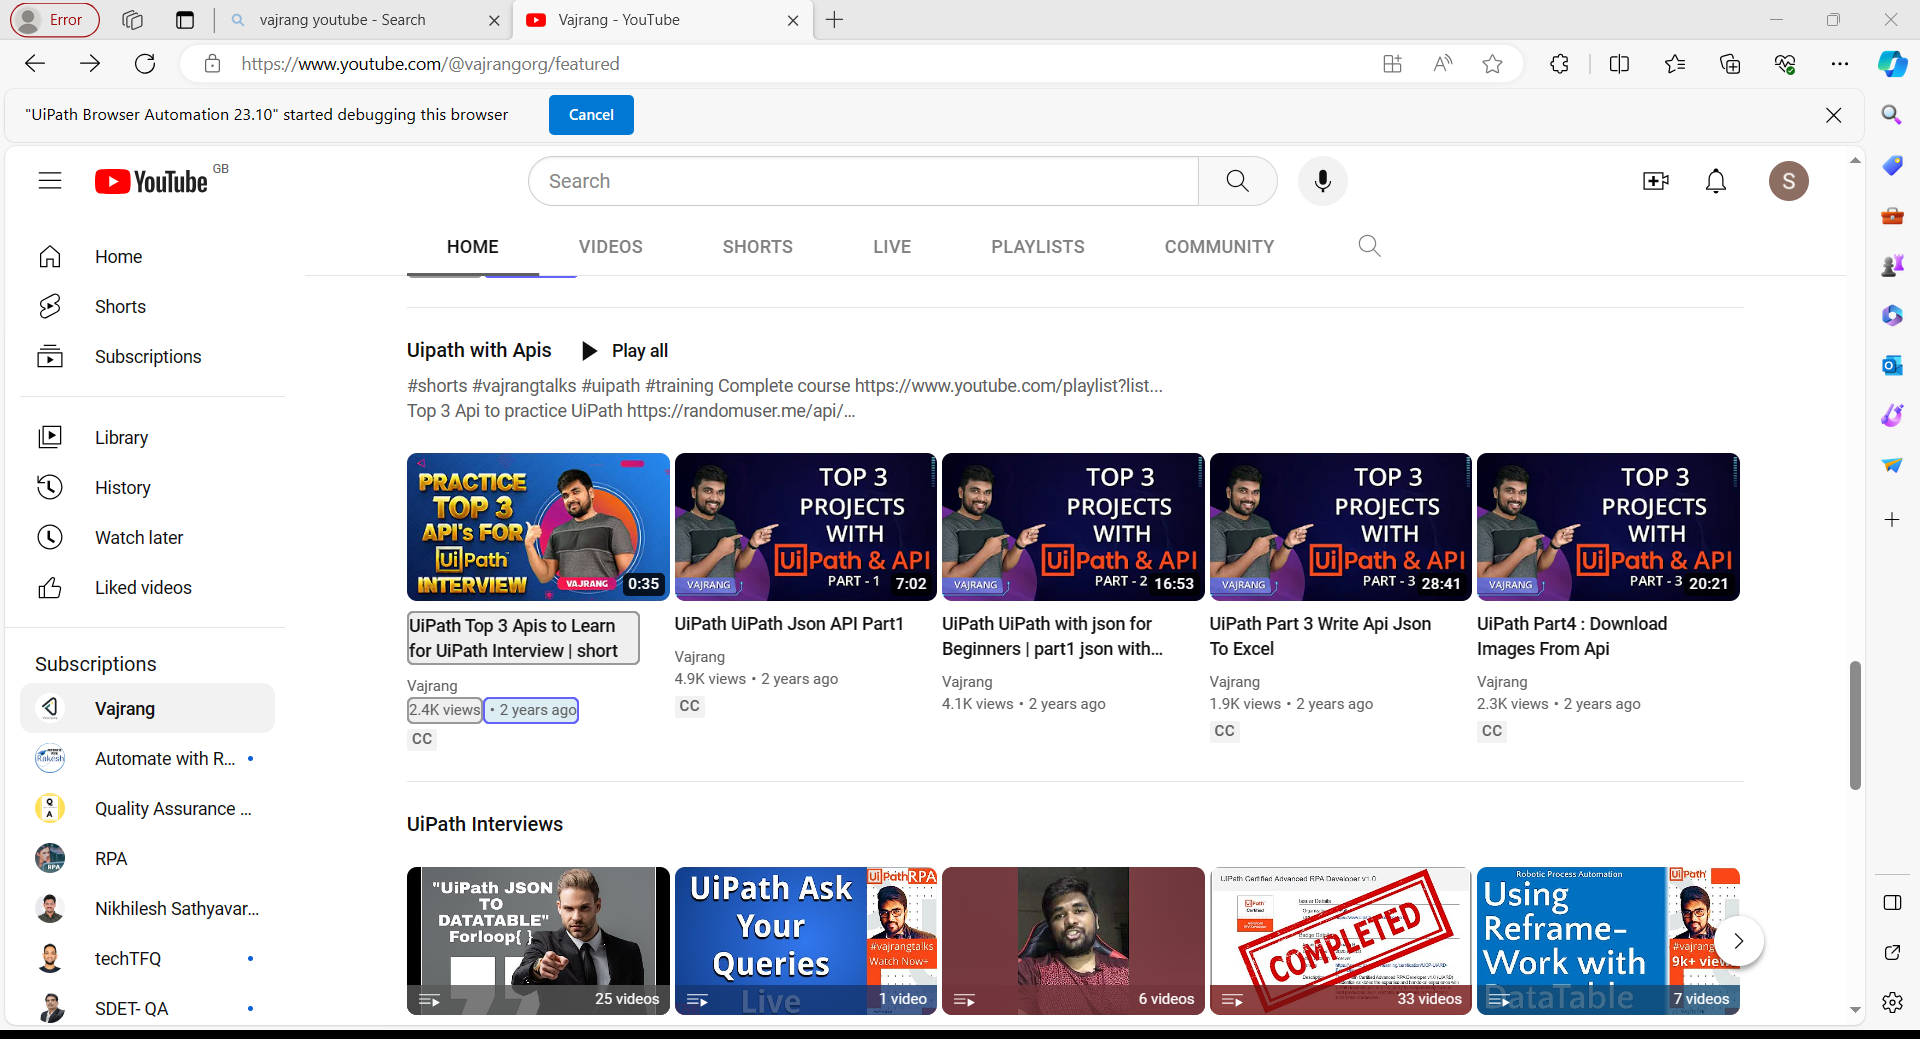 Error
vajrang youtube - Search
Vajrang - YouTube
https://www.youtube.com/@vajrangorg/featured
"UiPath Browser Automation 23.10" started debugging this browser
Cancel
YouTube GB
Search
S
HOME VIDEOS SHORTS LIVE PLAYLISTS COMMUNITY
Home
Shorts
Subscriptions
Library
History
Watch later
Liked videos
Subscriptions
Vajrang
Automate with R...
Quality Assurance ...
RPA
Nikhilesh Sathyavar...
techTFQ
SDET- QA
Uipath with Apis
Play all
#shorts #vajrangtalks #uipath #training Complete course https://www.youtube.com/playlist?list...
Top 3 Api to practice UiPath https://randomuser.me/api/...
PRACTICE
TOP 3
API's FOR
UiPath
INTERVIEW
VAJRANG
0:35
UiPath Top 3 Apis to Learn
for UiPath Interview | short
Vajrang
2.4K views • 2 years ago
CC
TOP 3
PROJECTS
WITH
UiPath & API
PART - 1
VAJRANG
7:02
UiPath UiPath Json API Part1
Vajrang
4.9K views • 2 years ago
CC
TOP 3
PROJECTS
WITH
UiPath & API
PART - 2
VAJRANG
16:53
UiPath UiPath with json for
Beginners | part1 json with...
Vajrang
4.1K views • 2 years ago
TOP 3
PROJECTS
WITH
UiPath & API
PART - 3
VAJRANG
28:41
UiPath Part 3 Write Api Json
To Excel
Vajrang
1.9K views • 2 years ago
CC
TOP 3
PROJECTS
WITH
UiPath & API
PART - 3
VAJRANG
20:21
UiPath Part4 : Download
Images From Api
Vajrang
2.3K views • 2 years ago
CC
UiPath Interviews
"UiPath JSON
TO
DATATABLE"
Forloop{ }
25 videos
UiPath Ask
Your
Queries
Live
UiPath RPA
#vajrangtalks
Watch Now+
1 video
6 videos
UiPath Certified Advanced RPA Developer v1.0
COMPLETED
33 videos
Robotic Process Automation
Using
Reframe-
Work with
DataTable
UiPath
#vajrang
9k+ view
7 videos